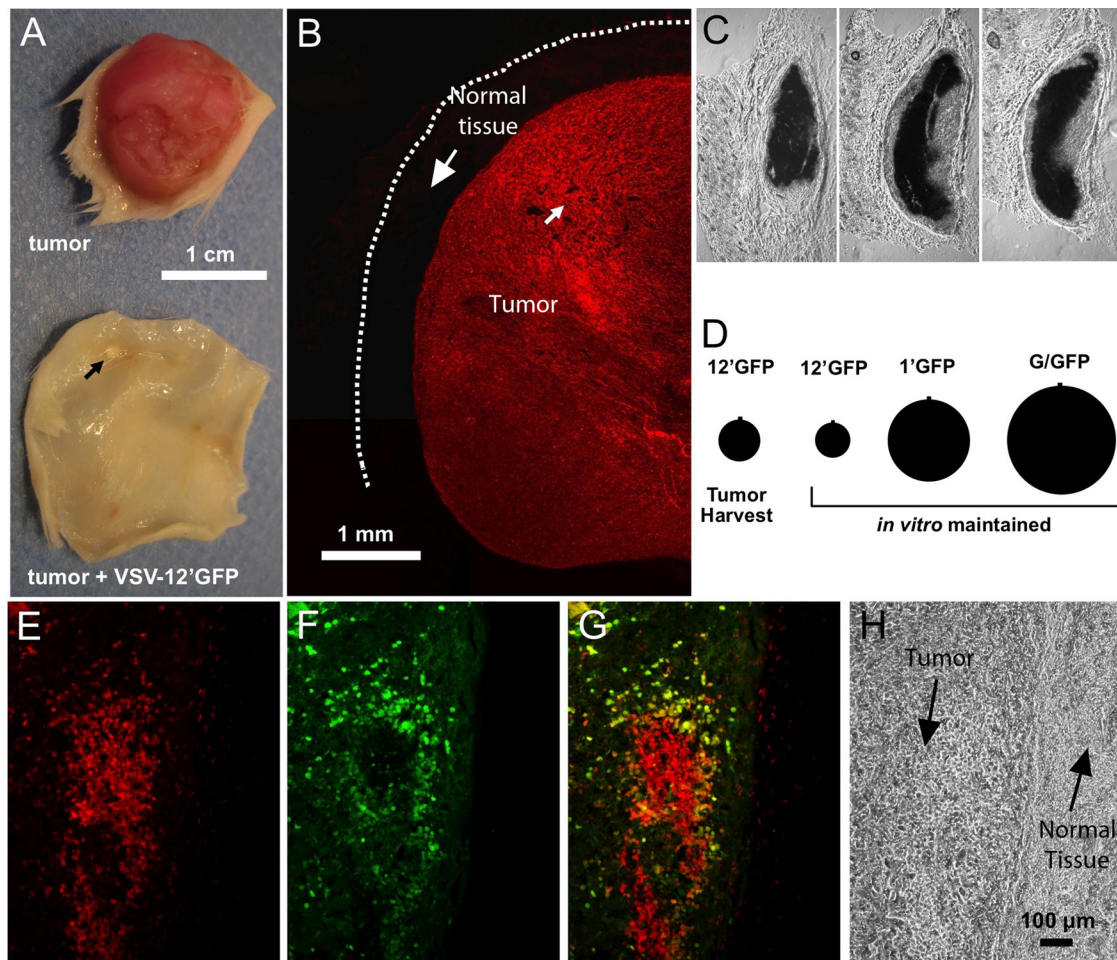 A
tumor
1 cm
tumor + VSV-12'GFP
B
Normal
tissue
Tumor
1 mm
C
D
12'GFP
12'GFP
1'GFP
G/GFP
Tumor
Harvest
in vitro maintained
E
F
G
H
Tumor
Normal
Tissue
100 µm